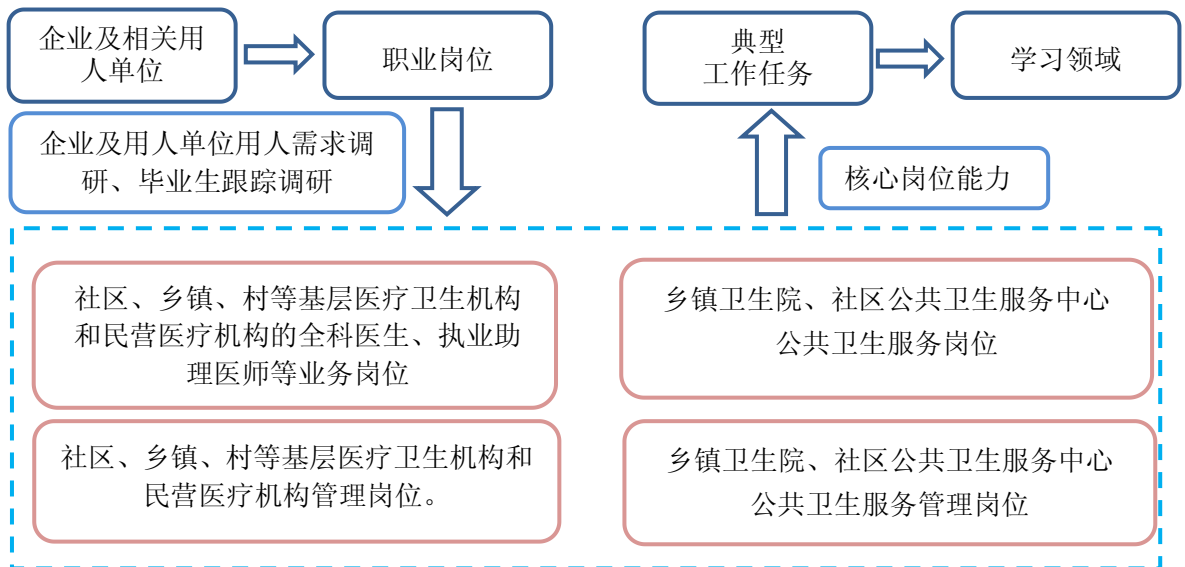 企业及相关用
人单位
职业岗位
典型
工作任务
学习领域
企业及用人单位用人需求调
研、毕业生跟踪调研
核心岗位能力
社区、乡镇、村等基层医疗卫生机构
和民营医疗机构的全科医生、执业助
理医师等业务岗位
乡镇卫生院、社区公共卫生服务中心
公共卫生服务岗位
社区、乡镇、村等基层医疗卫生机构和
民营医疗机构管理岗位。
乡镇卫生院、社区公共卫生服务中心
公共卫生服务管理岗位